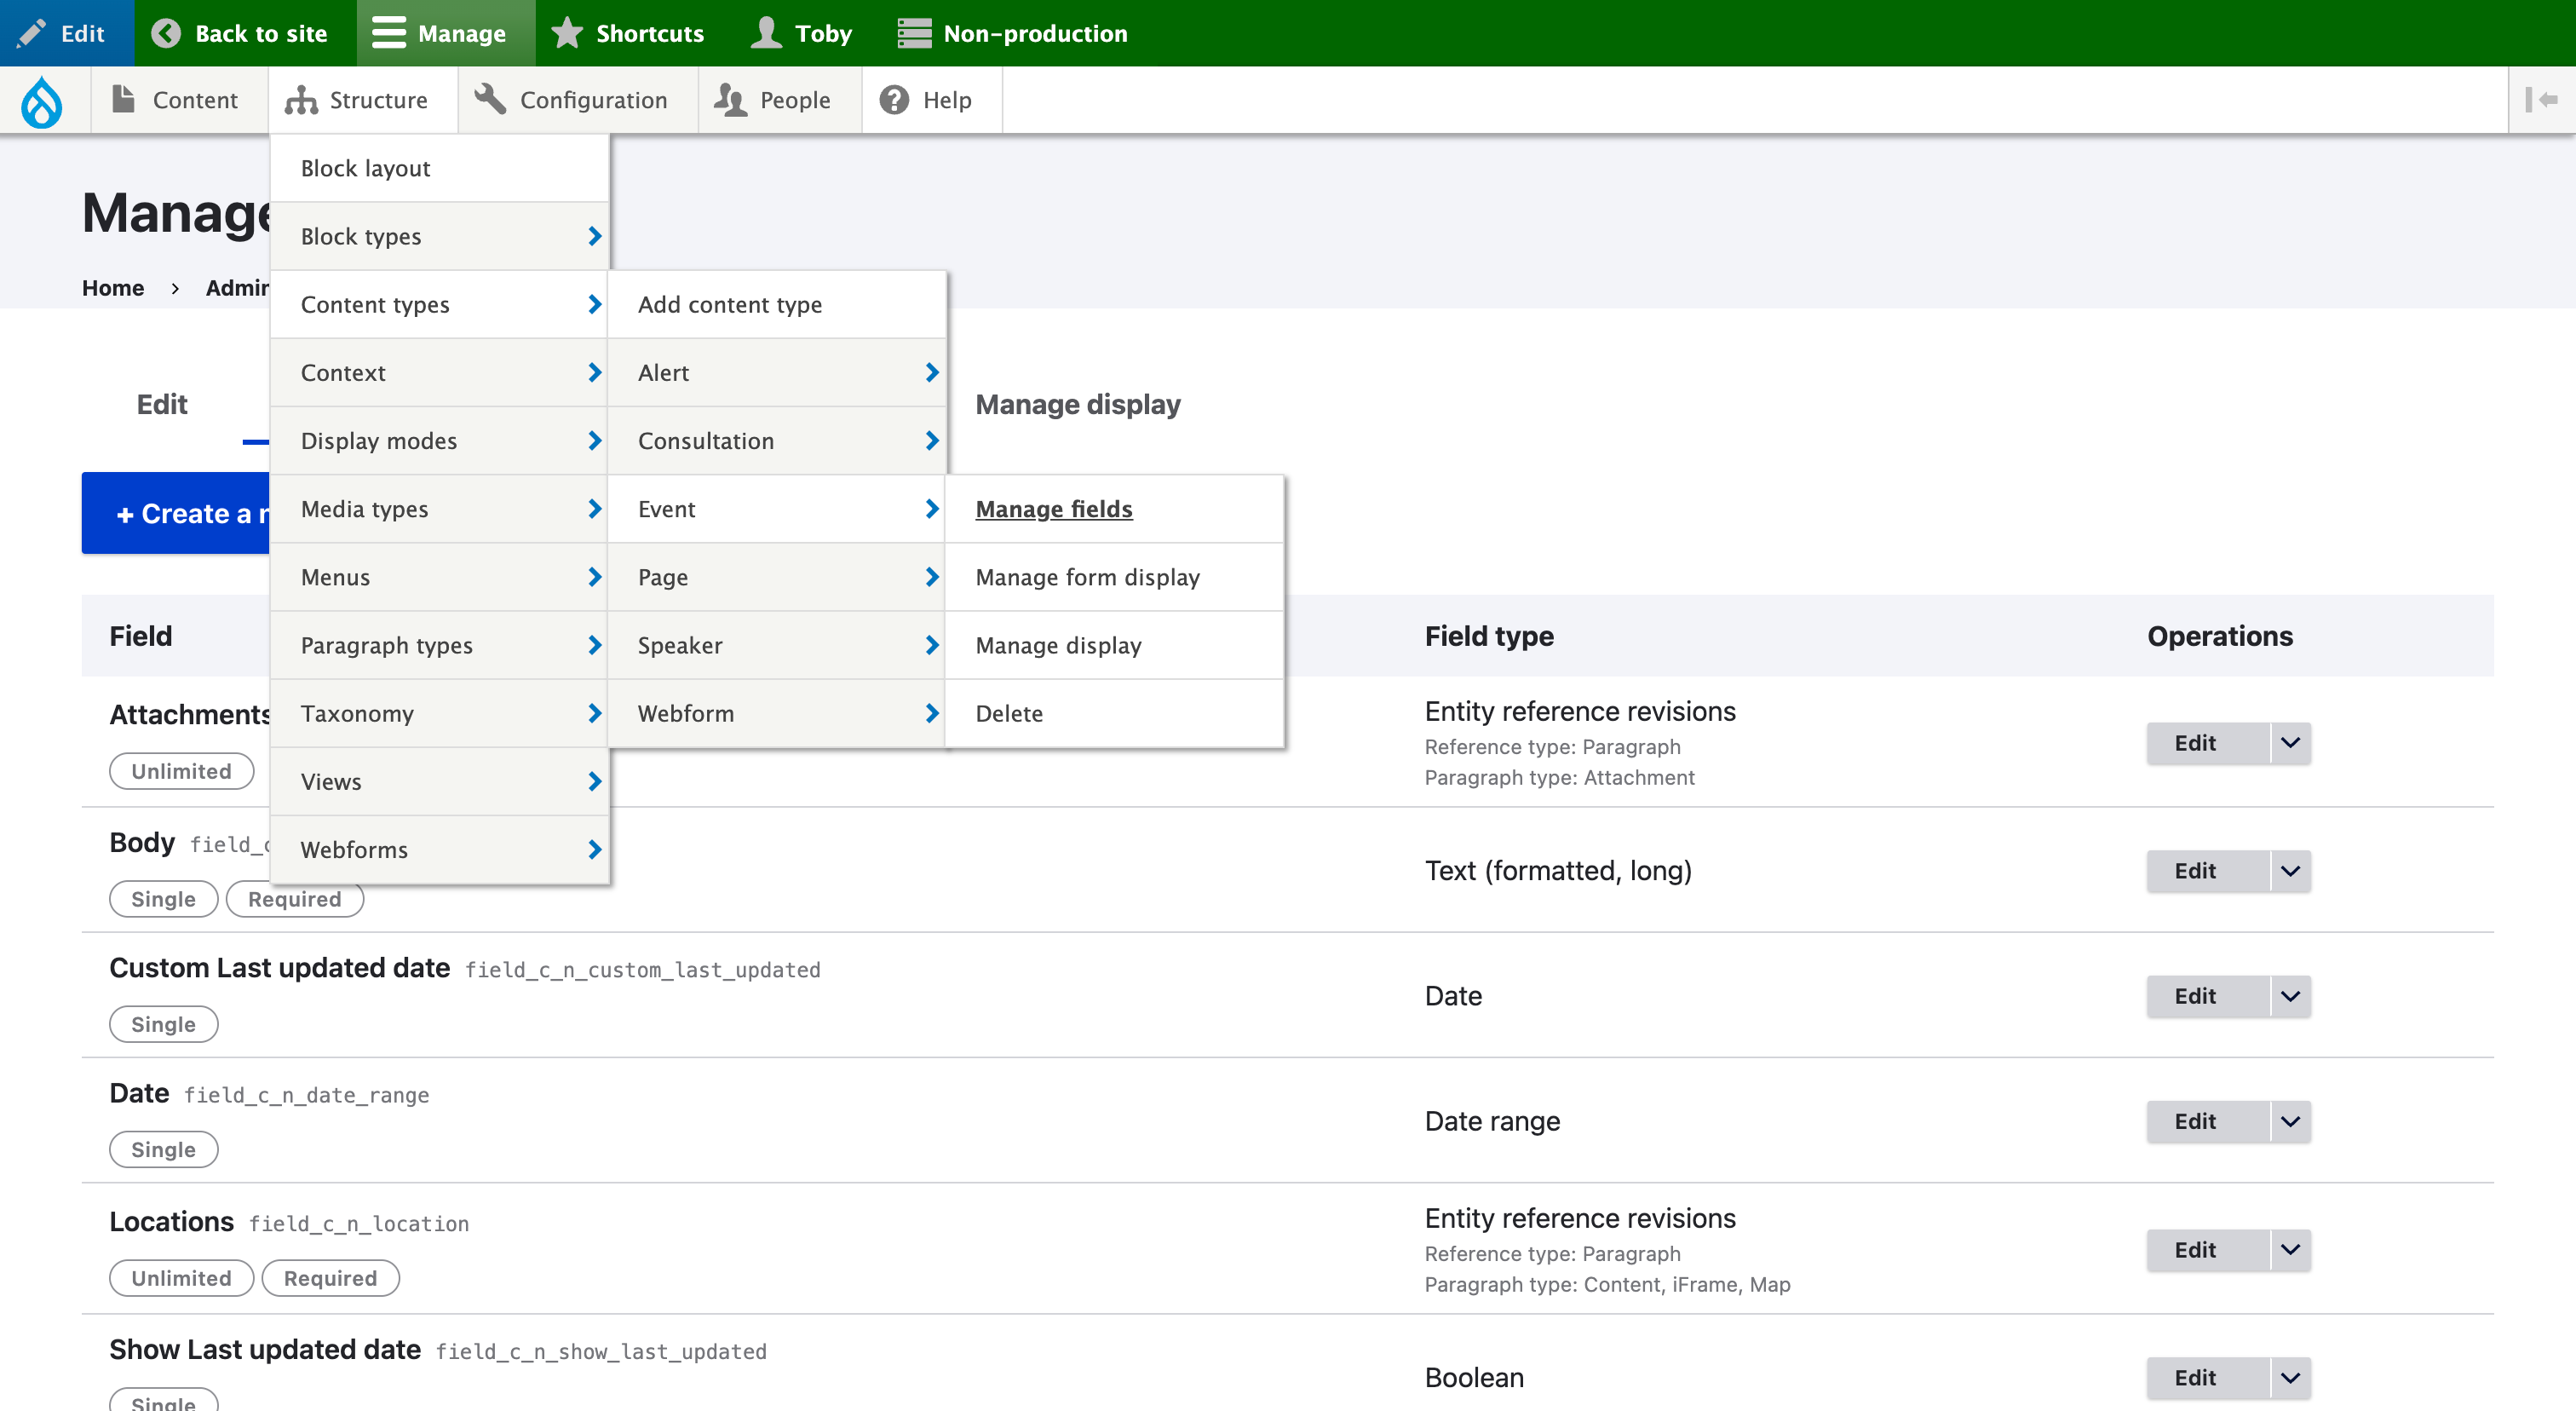 Edit Back to site Manage Shortcuts Toby Non-production
Content Structure Configuration People Help
Block layout
Block types
Content types
Context
Display modes
Media types
Menus
Paragraph types
Taxonomy
Views
Webforms
Add content type
Alert
Consultation
Event
Page
Speaker
Webform
Manage fields
Manage form display
Manage display
Delete
Manage
Home > Admin
Edit Manage display
+ Create a
Field Field type Operations
Attachments
Unlimited
Entity reference revisions
Reference type: Paragraph
Paragraph type: Attachment
Edit
Body field_
Single Required
Text (formatted, long)
Edit
Custom Last updated date field_c_n_custom_last_updated
Single
Date
Edit
Date field_c_n_date_range
Single
Date range
Edit
Locations field_c_n_location
Unlimited Required
Entity reference revisions
Reference type: Paragraph
Paragraph type: Content, iFrame, Map
Edit
Show Last updated date field_c_n_show_last_updated
Single
Boolean
Edit